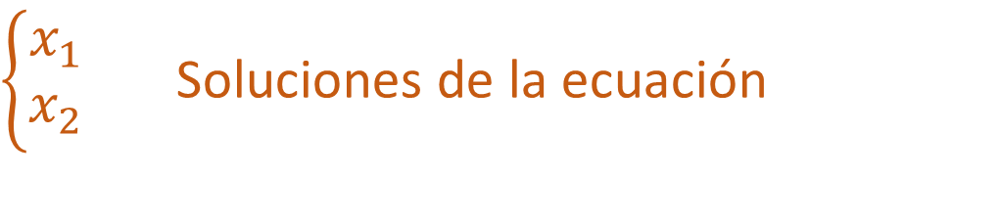 x₁
Soluciones de la ecuación
x₂